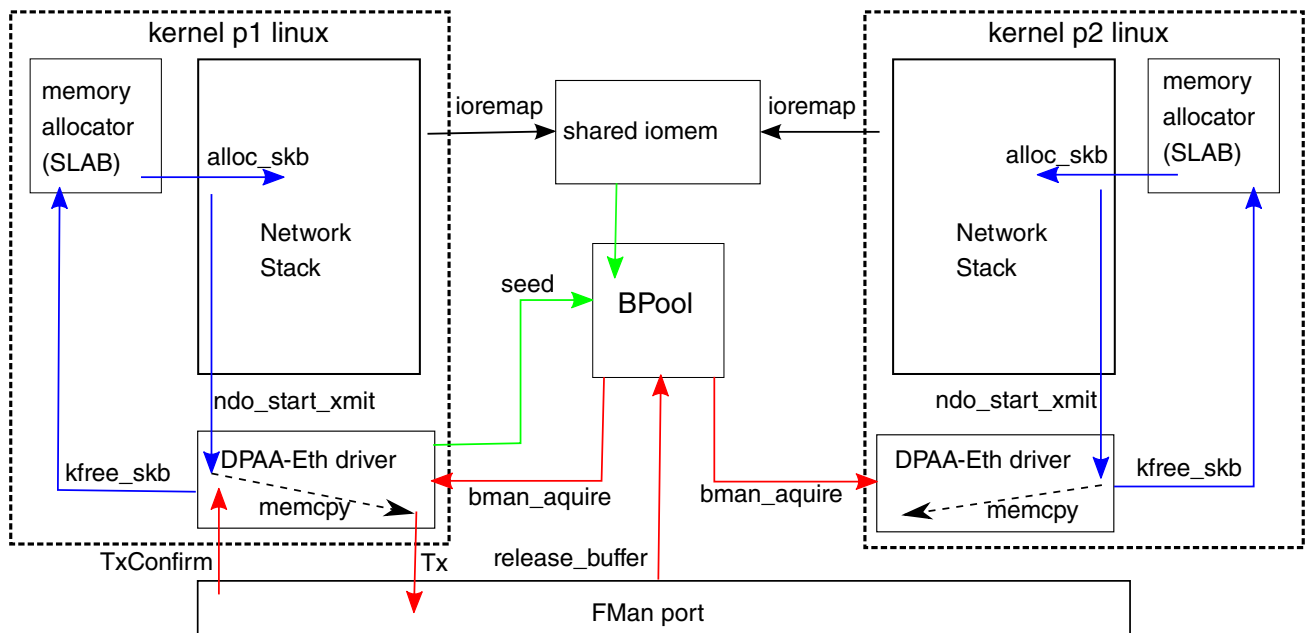 kernel p1 linux
kernel p2 linux
memory
allocator
(SLAB)
alloc_skb
Network
Stack
ioremap
shared iomem
ioremap
alloc_skb
Network
Stack
memory
allocator
(SLAB)
seed
BPool
ndo_start_xmit
ndo_start_xmit
kfree_skb
DPAA-Eth driver
memcpy
bman_aquire
bman_aquire
DPAA-Eth driver
memcpy
kfree_skb
TxConfirm
Tx
release_buffer
FMan port